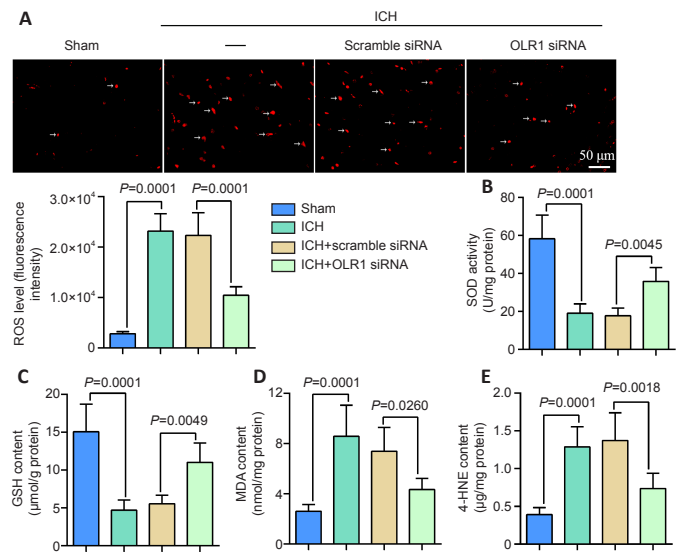 A
ICH
Sham
—
Scramble siRNA
OLR1 siRNA
50 μm
ROS level (fluorescence
intensity)
3.0×10⁴
2.0×10⁴
1.0×10⁴
0
P=0.0001
P=0.0001
Sham
ICH
ICH+scramble siRNA
ICH+OLR1 siRNA
B
SOD activity
(U/mg protein)
80
60
40
20
0
P=0.0001
P=0.0045
C
GSH content
(μmol/g protein)
20
15
10
5
0
P=0.0001
P=0.0049
D
MDA content
(nmol/mg protein)
12
8
4
0
P=0.0001
P=0.0260
E
4-HNE content
(μg/mg protein)
2.0
1.5
1.0
0.5
0
P=0.0001
P=0.0018